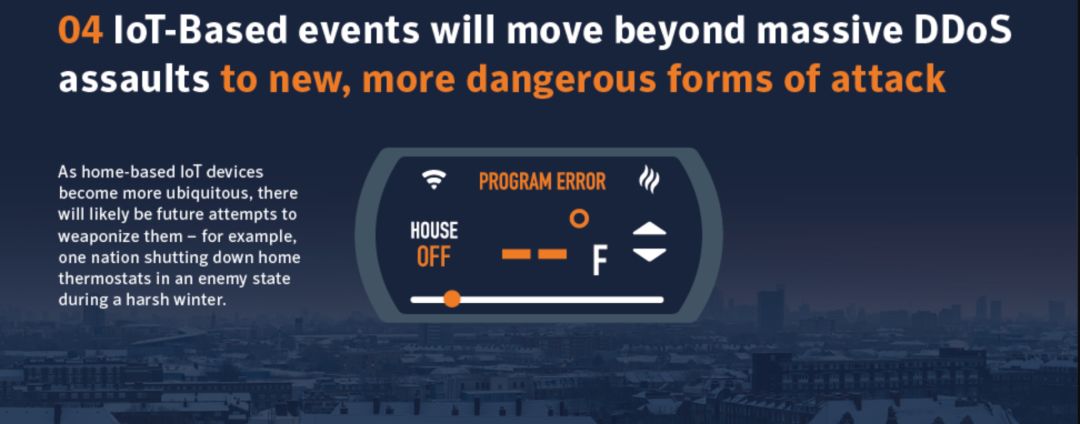 04 IoT-Based events will move beyond massive DDoS
assaults to new, more dangerous forms of attack
As home-based IoT devices
become more ubiquitous, there
will likely be future attempts to
weaponize them – for example,
one nation shutting down home
thermostats in an enemy state
during a harsh winter.
PROGRAM ERROR
HOUSE
OFF
-- ° F